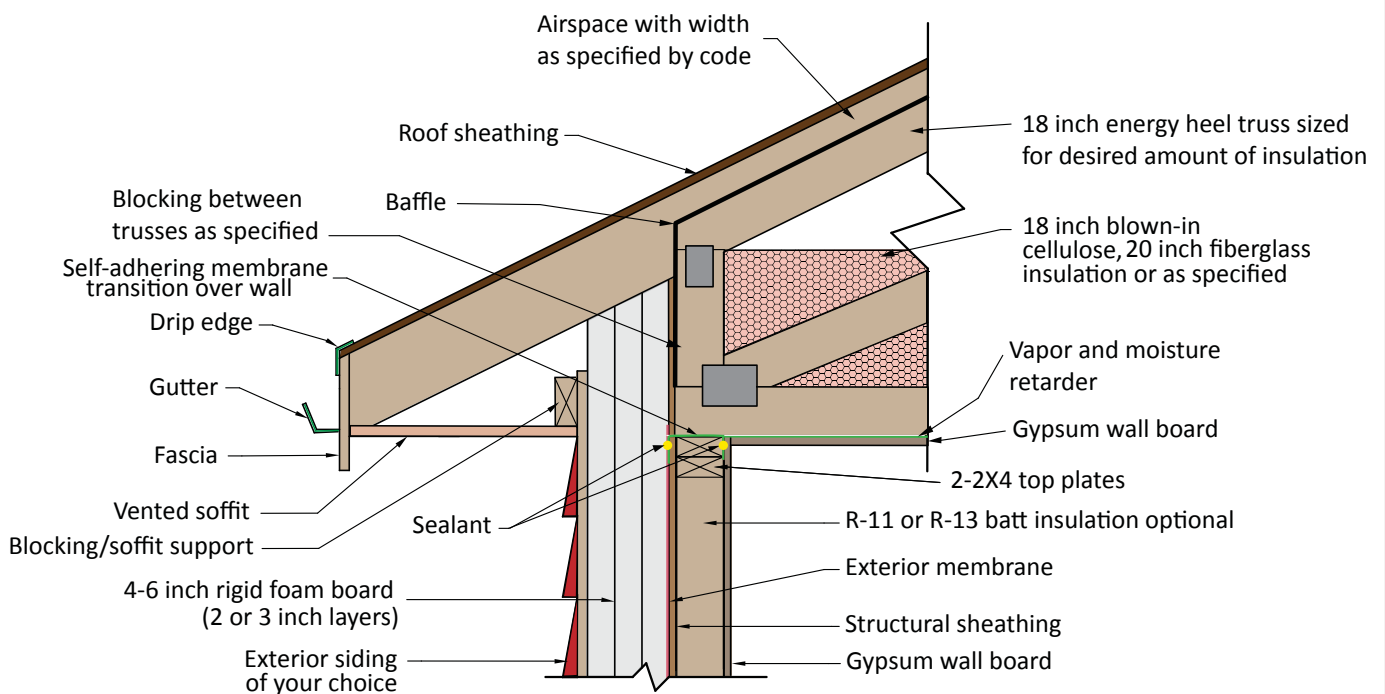 Airspace with width
as specified by code
Roof sheathing
18 inch energy heel truss sized
for desired amount of insulation
Blocking between
trusses as specified
Baffle
18 inch blown-in
cellulose, 20 inch fiberglass
insulation or as specified
Self-adhering membrane
transition over wall
Drip edge
Vapor and moisture
retarder
Gutter
Gypsum wall board
Fascia
2-2X4 top plates
Vented soffit
Sealant
R-11 or R-13 batt insulation optional
Blocking/soffit support
Exterior membrane
4-6 inch rigid foam board
(2 or 3 inch layers)
Structural sheathing
Exterior siding
of your choice
Gypsum wall board